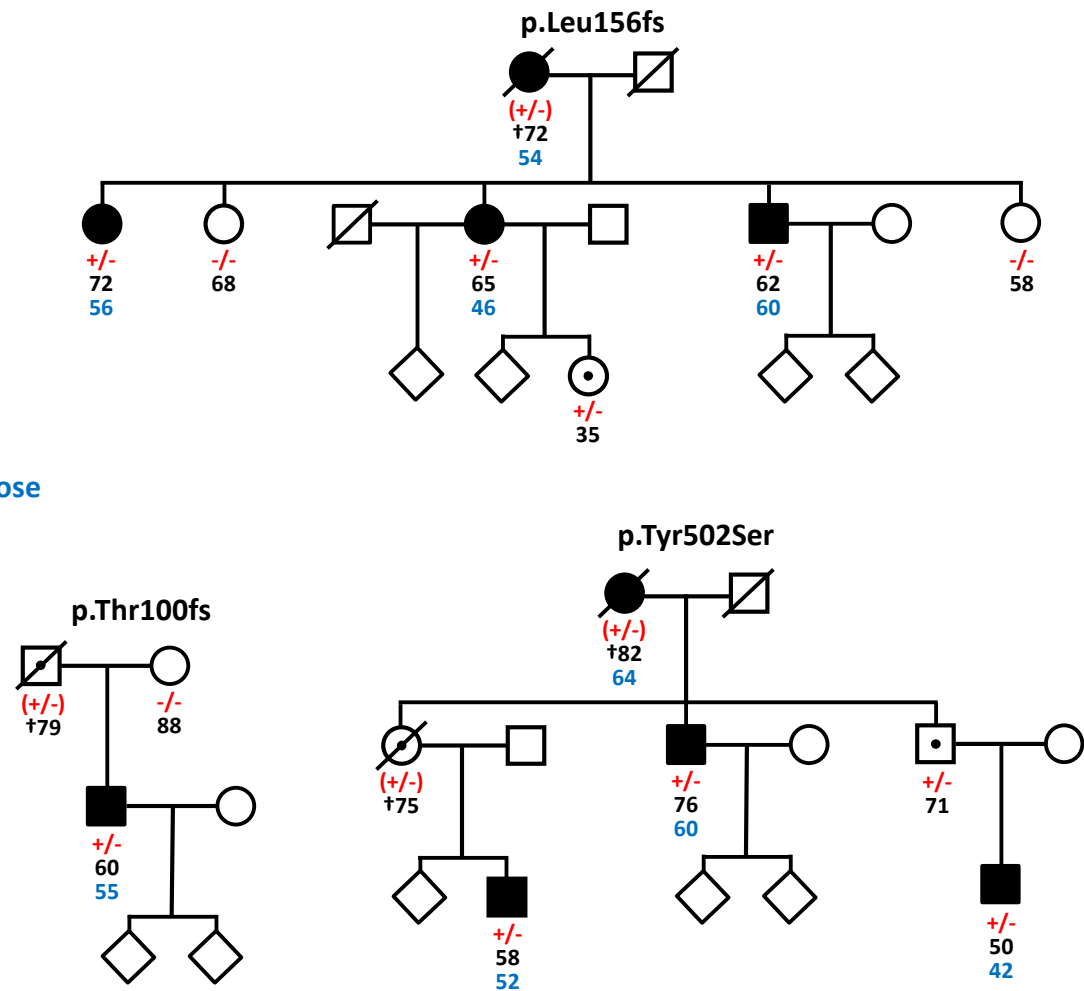 p.Leu156fs
(+/-)
†72
54
+/- -/- +/- +/- -/-
72 68 65 62 58
56 46 60
+/-
35
ose
p.Tyr502Ser
(+/-)
†82
64
(+/-) +/- +/-
†75 76 71
60
+/- +/-
58 50
52 42
p.Thr100fs
(+/-) -/-
†79 88
+/-
60
55